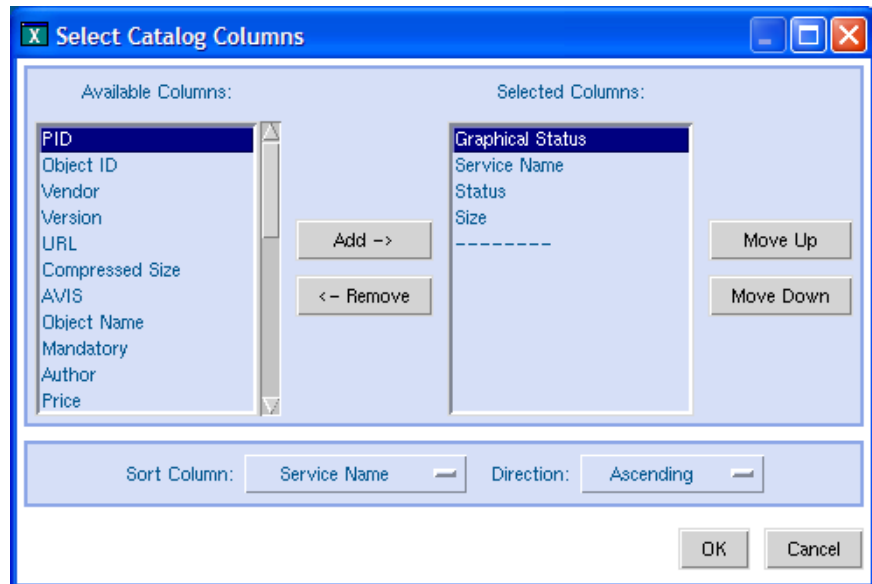 X Select Catalog Columns
Available Columns:
Selected Columns:
PID
Object ID
Vendor
Version
URL
Compressed Size
AVIS
Object Name
Mandatory
Author
Price
Add ->
<- Remove
Graphical Status
Service Name
Status
Size
--------
Move Up
Move Down
Sort Column: Service Name Direction: Ascending
OK Cancel